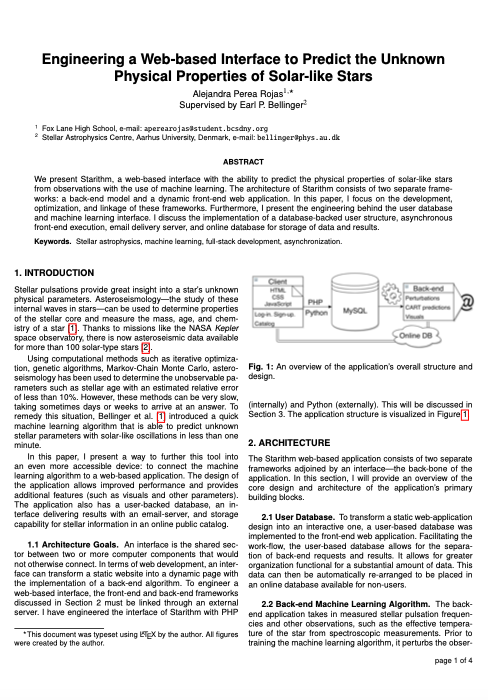 Engineering a Web-based Interface to Predict the Unknown
Physical Properties of Solar-like Stars
Alejandra Perea Rojas1,*
Supervised by Earl P. Bellinger2
1 Fox Lane High School, e-mail: aperearojas@student.bcsdny.org
2 Stellar Astrophysics Centre, Aarhus University, Denmark, e-mail: bellinger@phys.au.dk
ABSTRACT
We present Starithm, a web-based interface with the ability to predict the physical properties of solar-like stars
from observations with the use of machine learning. The architecture of Starithm consists of two separate frame-
works: a back-end model and a dynamic front-end web application. In this paper, I focus on the development,
optimization, and linkage of these frameworks. Furthermore, I present the engineering behind the user database
and machine learning interface. I discuss the implementation of a database-backed user structure, asynchronous
front-end execution, email delivery server, and online database for storage of data and results.
Keywords. Stellar astrophysics, machine learning, full-stack development, asynchronization.
1. INTRODUCTION
Stellar pulsations provide great insight into a star's unknown
physical parameters. Asteroseismology—the study of these
internal waves in stars—can be used to determine properties
of the stellar core and measure the mass, age, and chem-
istry of a star [1]. Thanks to missions like the NASA Kepler
space observatory, there is now asteroseismic data available
for more than 100 solar-type stars [2].
Using computational methods such as iterative optimiza-
tion, genetic algorithms, Markov-Chain Monte Carlo, astero-
seismology has been used to determine the unobservable pa-
rameters such as stellar age with an estimated relative error
of less than 10%. However, these methods can be very slow,
taking sometimes days or weeks to arrive at an answer. To
remedy this situation, Bellinger et al. [1] introduced a quick
machine learning algorithm that is able to predict unknown
stellar parameters with solar-like oscillations in less than one
minute.
In this paper, I present a way to further this tool into
an even more accessible device: to connect the machine
learning algorithm to a web-based application. The design of
the application allows improved performance and provides
additional features (such as visuals and other parameters).
The application also has a user-backed database, an in-
terface delivering results with an email-server, and storage
capability for stellar information in an online public catalog.
1.1 Architecture Goals. An interface is the shared sec-
tor between two or more computer components that would
not otherwise connect. In terms of web development, an inter-
face can transform a static website into a dynamic page with
the implementation of a back-end algorithm. To engineer a
web-based interface, the front-end and back-end frameworks
discussed in Section 2 must be linked through an external
server. I have engineered the interface of Starithm with PHP
*This document was typeset using LATEX by the author. All figures
were created by the author.
Client
HTML
CSS
JavaScript
Log-in. Sign-up.
Catalog
PHP
Python
MySQL
Back-end
Perturbations
CART predictions
Visuals
@
Online DB
Fig. 1: An overview of the application's overall structure and
design.
(internally) and Python (externally). This will be discussed in
Section 3. The application structure is visualized in Figure 1.
2. ARCHITECTURE
The Starithm web application consists of two separate
frameworks adjoined by an interface—the back-bone of the
application. In this section, I will provide an overview of the
core design and architecture of the application's primary
building blocks.
2.1 User Database. To transform a static web-application
design into an interactive one, a user-based database was
implemented to the front-end web application. Facilitating the
work-flow, the user-based database allows for the separa-
tion of back-end requests and results. It allows for greater
organization functional for a substantial amount of data. This
data can then be automatically re-arranged to be placed in
an online database available for non-users.
2.2 Back-end Machine Learning Algorithm. The back-
end application takes in measured stellar pulsation frequen-
cies and other observations, such as the effective tempera-
ture of the star from spectroscopic measurements. Prior to
training the machine learning algorithm, it perturbs the obser-
page 1 of 4